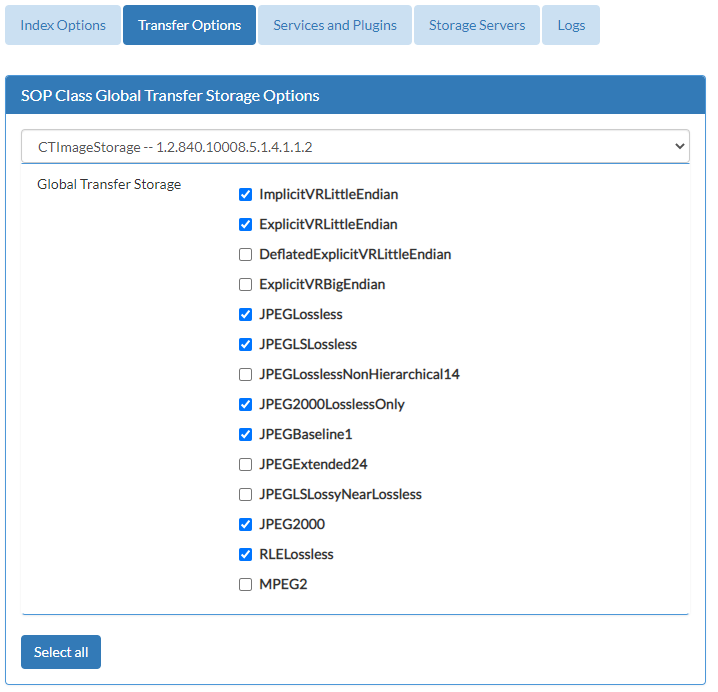 Index Options Transfer Options Services and Plugins Storage Servers Logs
SOP Class Global Transfer Storage Options
CTImageStorage -- 1.2.840.10008.5.1.4.1.1.2
Global Transfer Storage
ImplicitVRLittleEndian
ExplicitVRLittleEndian
DeflatedExplicitVRLittleEndian
ExplicitVRBigEndian
JPEGLossless
JPEGLSLossless
JPEGLosslessNonHierarchical14
JPEG2000LosslessOnly
JPEGBaseline1
JPEGExtended24
JPEGLSLossyNearLossless
JPEG2000
RLELossless
MPEG2
Select all